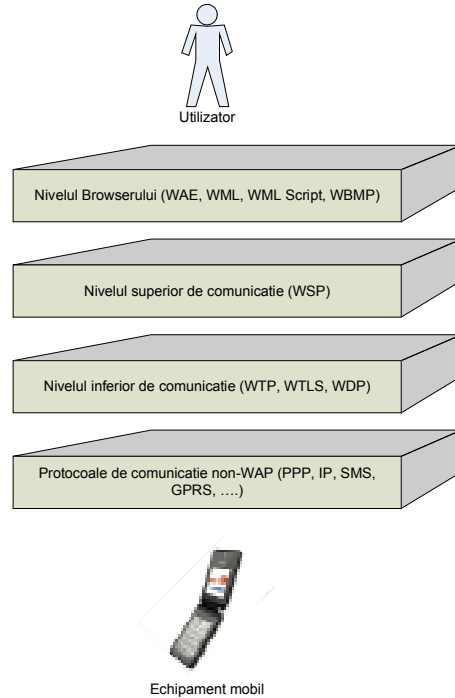 Utilizator
Nivelul Browserului (WAE, WML, WML Script, WBMP)
Nivelul superior de comunicatie (WSP)
Nivelul inferior de comunicatie (WTP, WTLS, WDP)
Protocoale de comunicatie non-WAP (PPP, IP, SMS,
GPRS, ….)
Echipament mobil